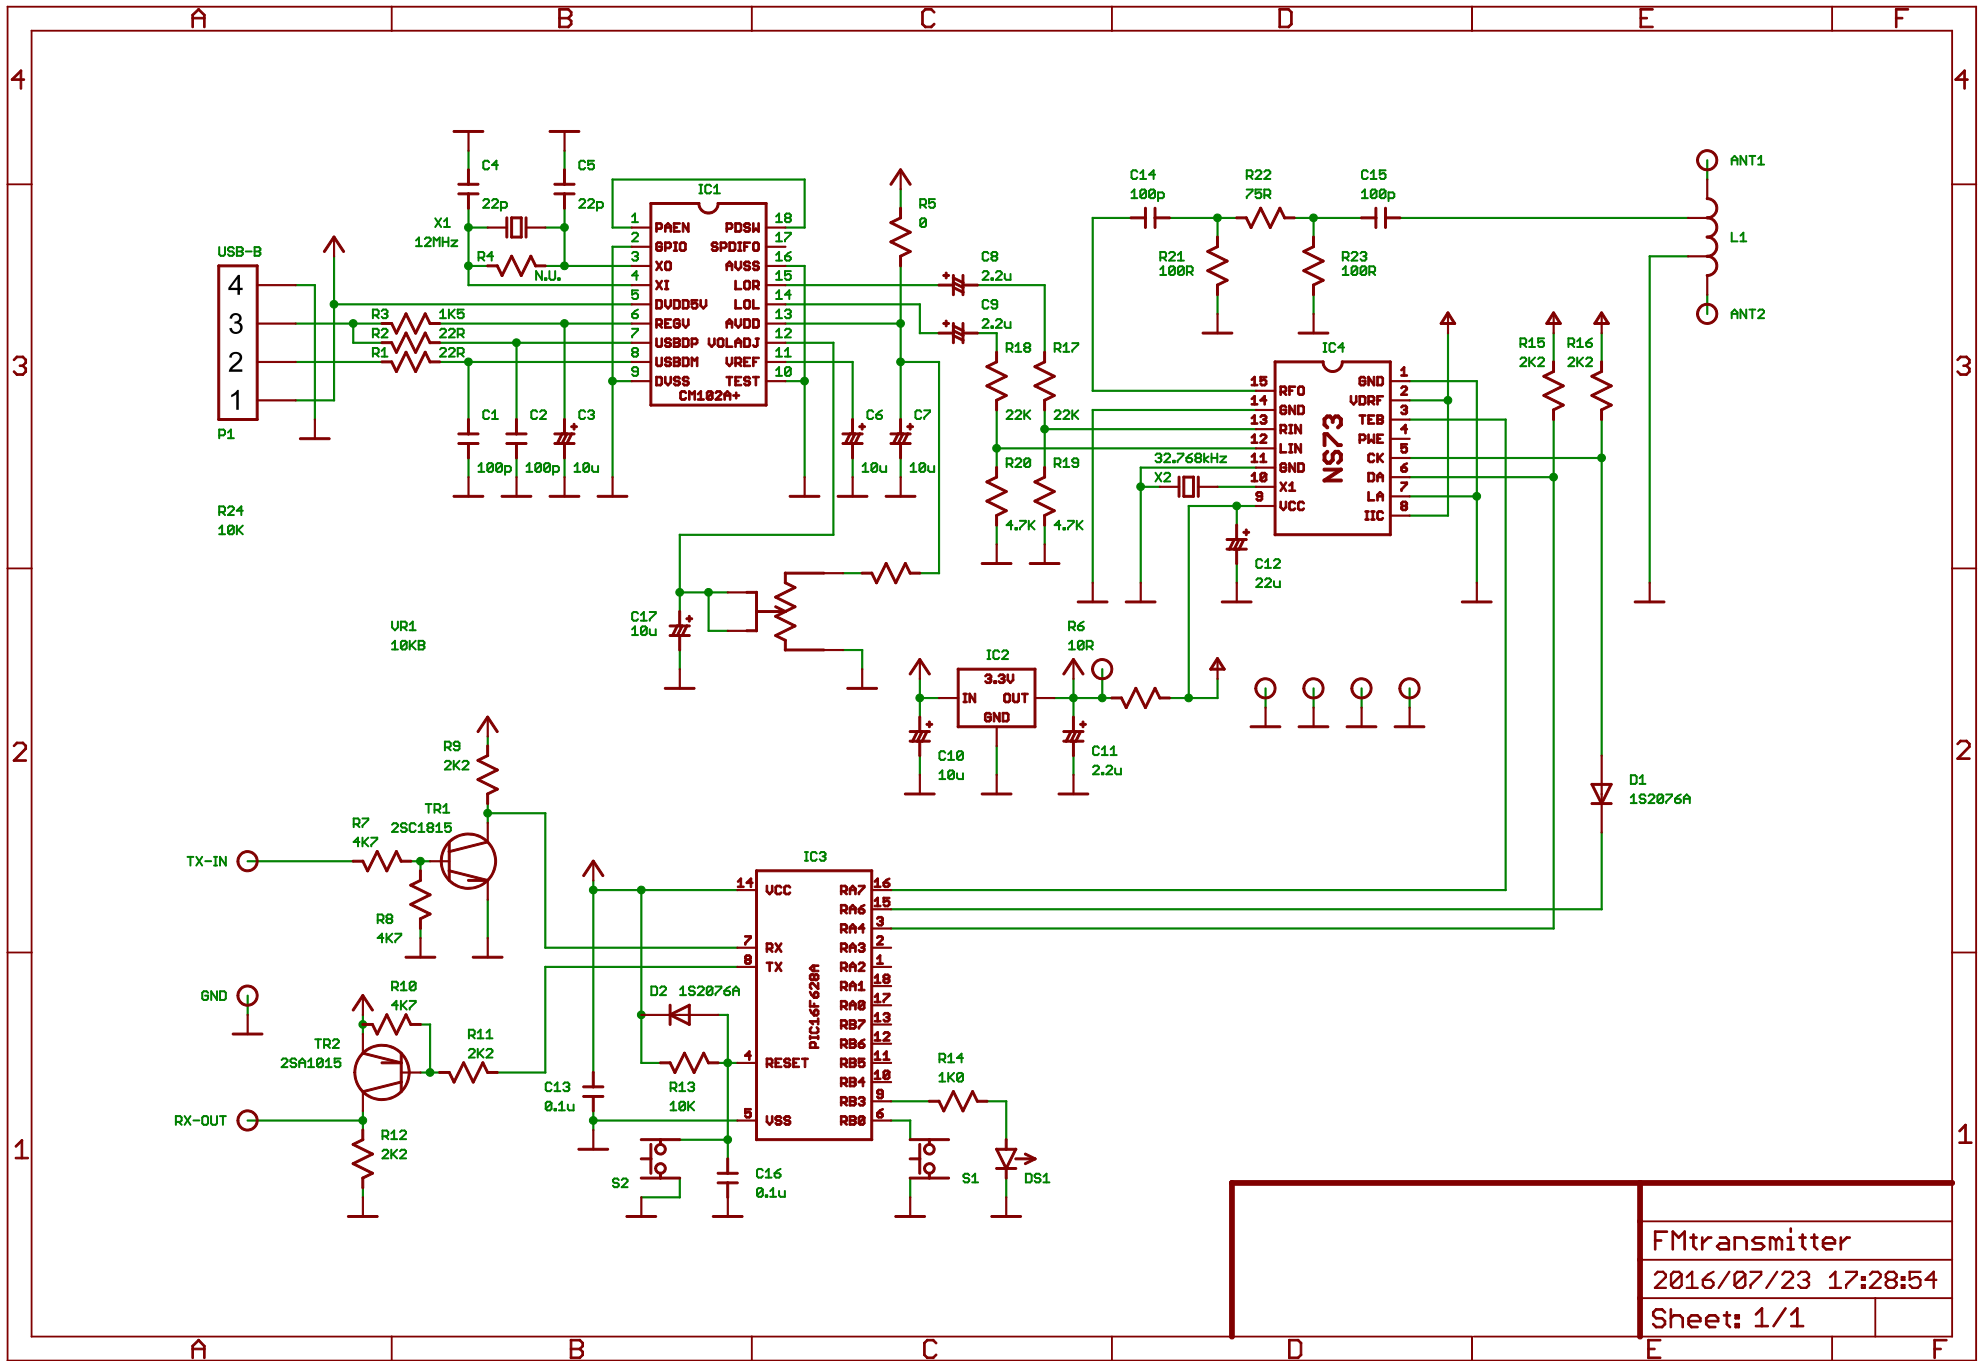 A B C D E F
4 4
3 3
2 2
1 1
USB-B
4
3
2
1
P1
R24
10K
C4
22p
C5
22p
X1
12MHz
R4
N.U.
R3 1K5
R2 22R
R1 22R
C1
100p
C2
100p
C3
10u
IC1
1 PAEN PDSW 18
2 GPIO SPDIFO 17
3 XO AVSS 16
4 XI LOR 15
5 DVDD5V LOL 14
6 REGV AVDD 13
7 USBDP VOLADJ 12
8 USBDM VREF 11
9 DVSS TEST 10
CM102A+
R5
0
C6
10u
C7
10u
C8
2.2u
C9
2.2u
R18
22K
R17
22K
R20
4.7K
R19
4.7K
C14
100p
R22
75R
C15
100p
R21
100R
R23
100R
ANT1
L1
ANT2
IC4
15 RFO GND 1
14 GND VDRF 2
13 RIN TEB 3
12 LIN PWE 4
11 GND CK 5
10 X1 DA 6
9 VCC LA 7
IIC 8
NS73
32.768kHz
X2
C12
22u
R15
2K2
R16
2K2
VR1
10KB
C17
10u
IC2
3.3V
IN OUT
GND
R6
10R
C10
10u
C11
2.2u
D1
1S2076A
R9
2K2
TR1
2SC1815
R7
4K7
TX-IN
R8
4K7
GND
R10
4K7
TR2
2SA1015
R11
2K2
RX-OUT
R12
2K2
IC3
14 VCC
7 RX
8 TX
4 RESET
5 VSS
PIC16F628A
RA7 16
RA6 15
RA4 3
RA3 2
RA2 1
RA1 18
RA0 17
RB7 13
RB6 12
RB5 11
RB4 10
RB3 9
RB0 6
D2 1S2076A
R13
10K
C13
0.1u
S2
C16
0.1u
R14
1K0
S1
DS1
FMtransmitter
2016/07/23 17:28:54
Sheet: 1/1
A B C D E F